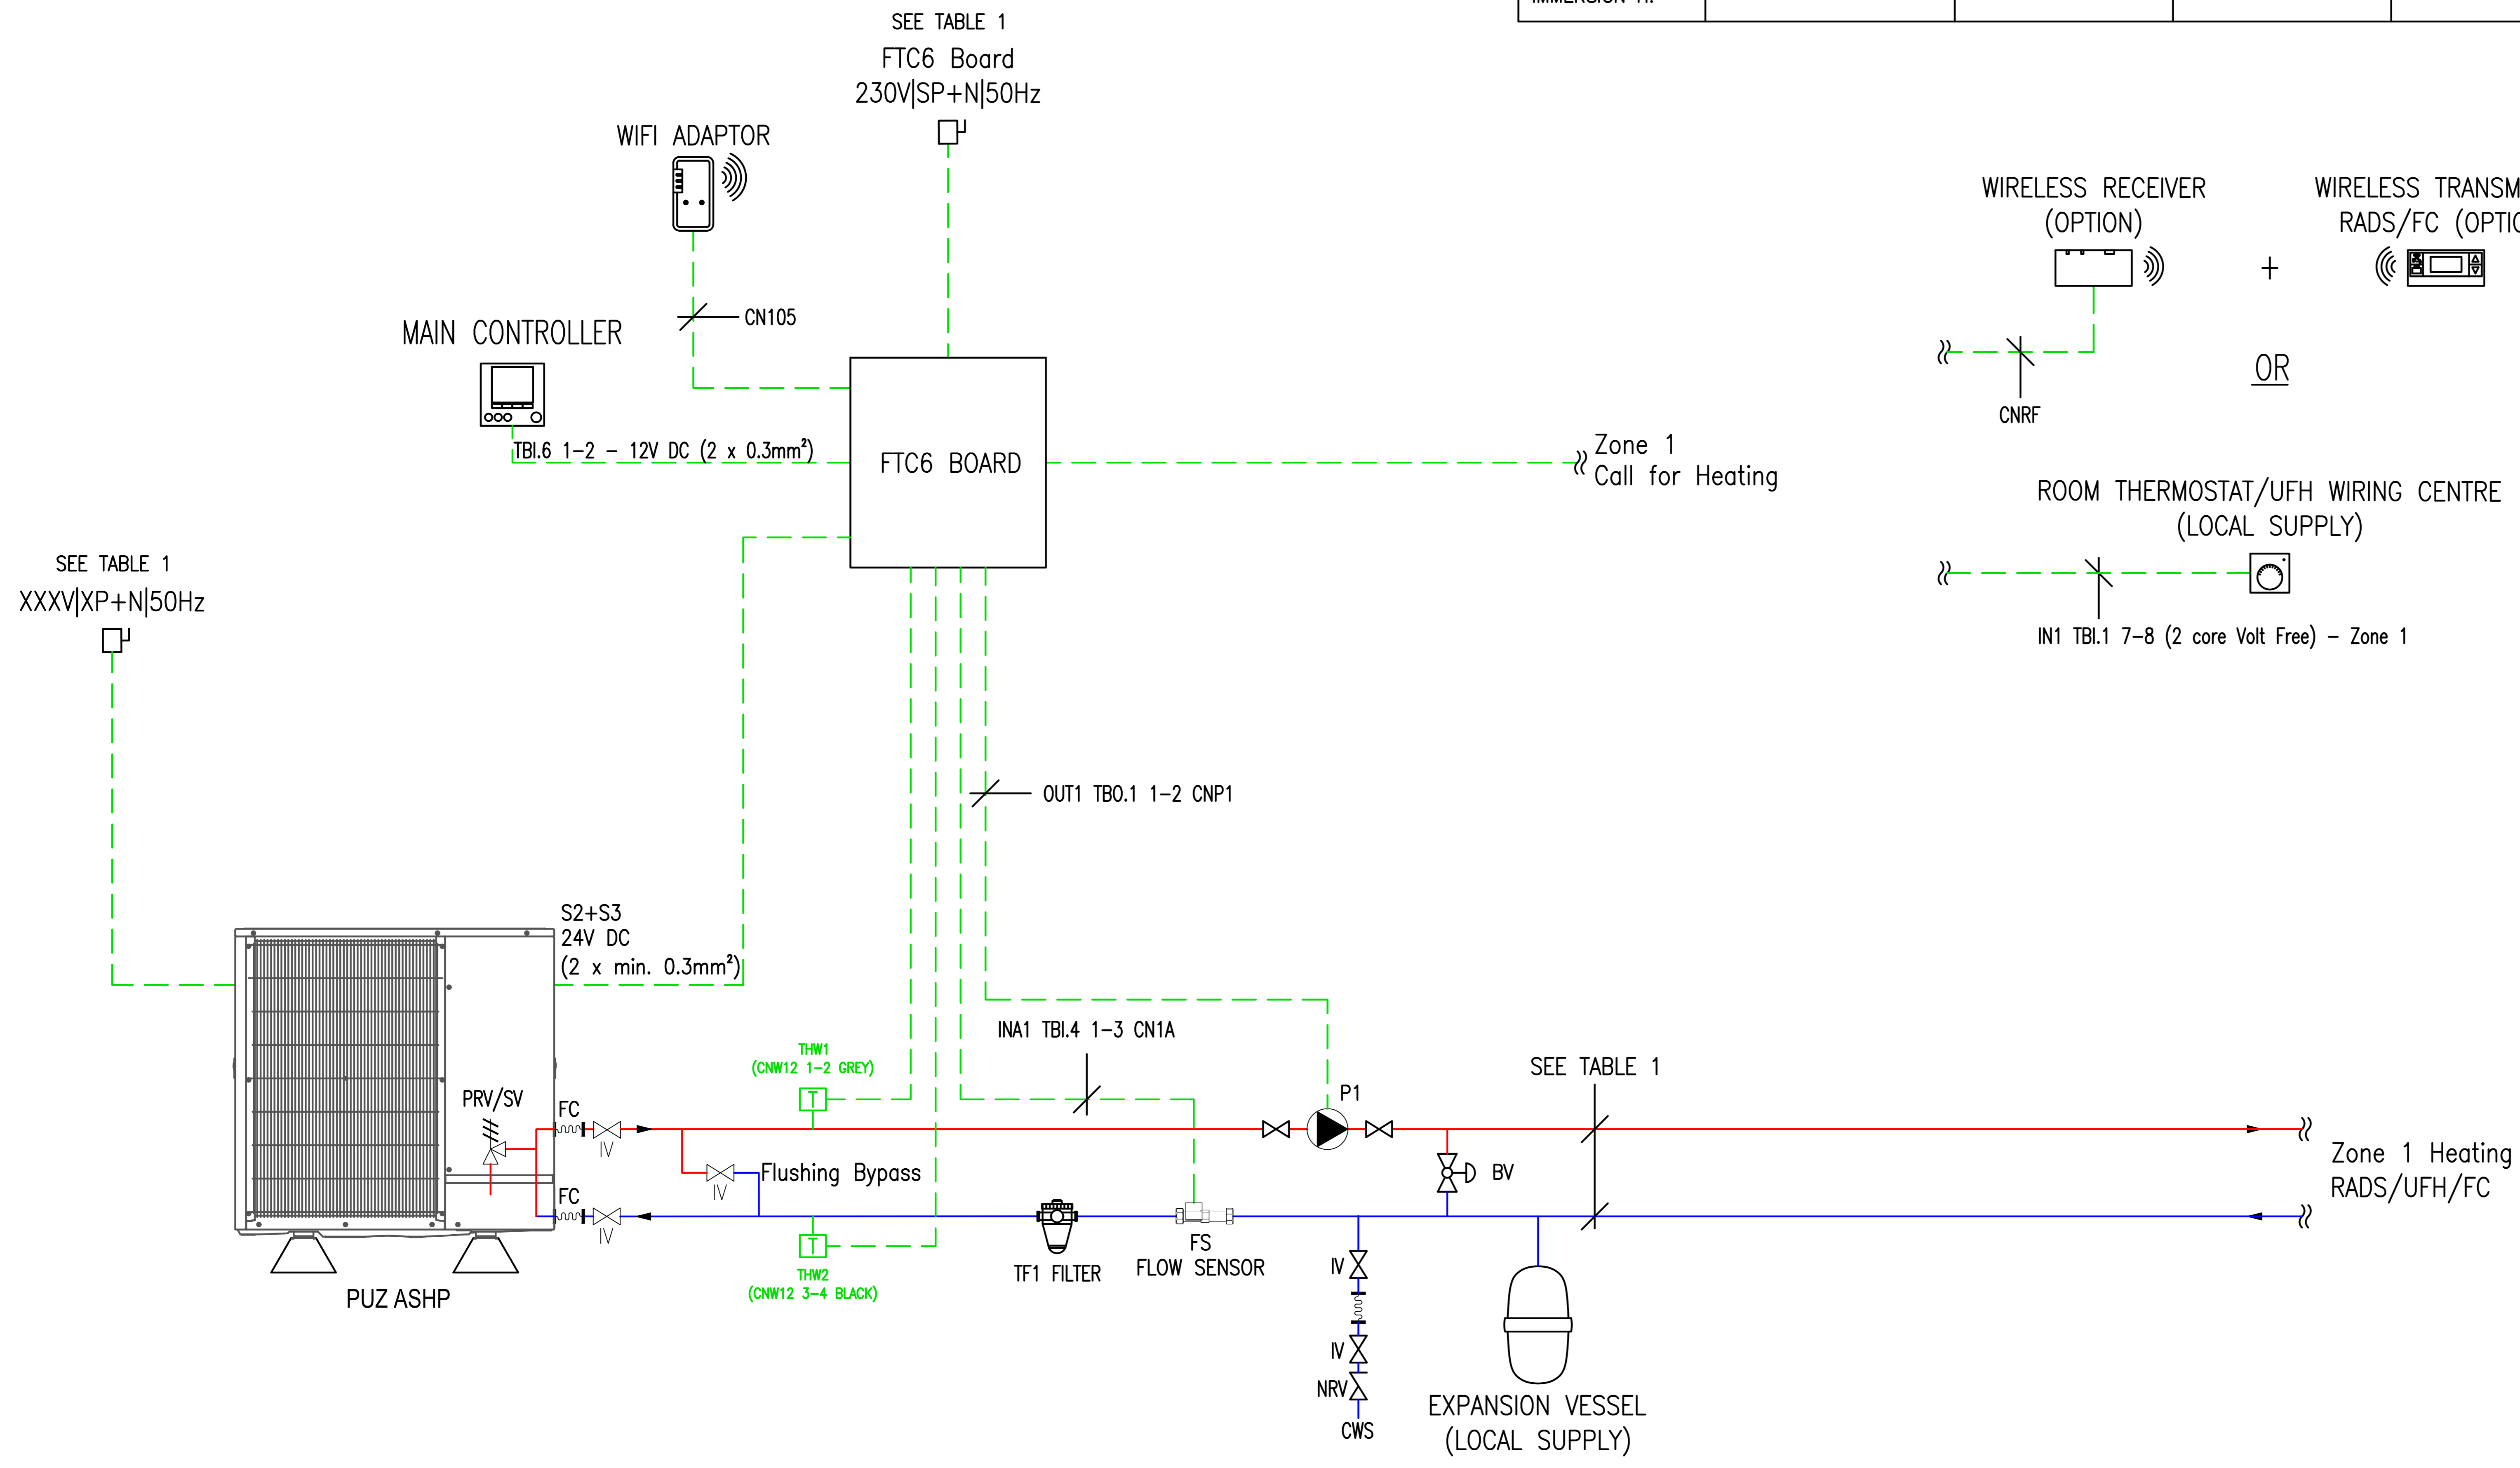 SEE TABLE 1
FTC6 Board
230V|SP+N|50Hz
WIFI ADAPTOR
CN105
MAIN CONTROLLER
TBI.6 1-2 - 12V DC (2 x 0.3mm²)
FTC6 BOARD
Zone 1
Call for Heating
WIRELESS RECEIVER
(OPTION)
+
WIRELESS
RADS/FC
CNRF
OR
ROOM THERMOSTAT/UFH WIRING CENTRE
(LOCAL SUPPLY)
IN1 TBI.1 7-8 (2 core Volt Free) - Zone 1
SEE TABLE 1
XXXV|XP+N|50Hz
OUT1 TBO.1 1-2 CNP1
S2+S3
24V DC
(2 x min. 0.3mm²)
INA1 TBI.4 1-3 CN1A
THW1
(CNW12 1-2 GREY)
SEE TABLE 1
P1
PRV/SV
FC
IV
T
Flushing Bypass
IV
BV
Zone 1 Heating
RADS/UFH/FC
FC
IV
T
THW2
(CNW12 3-4 BLACK)
TF1 FILTER
FS
FLOW SENSOR
IV
IV
NRV
CWS
EXPANSION VESSEL
(LOCAL SUPPLY)
PUZ ASHP